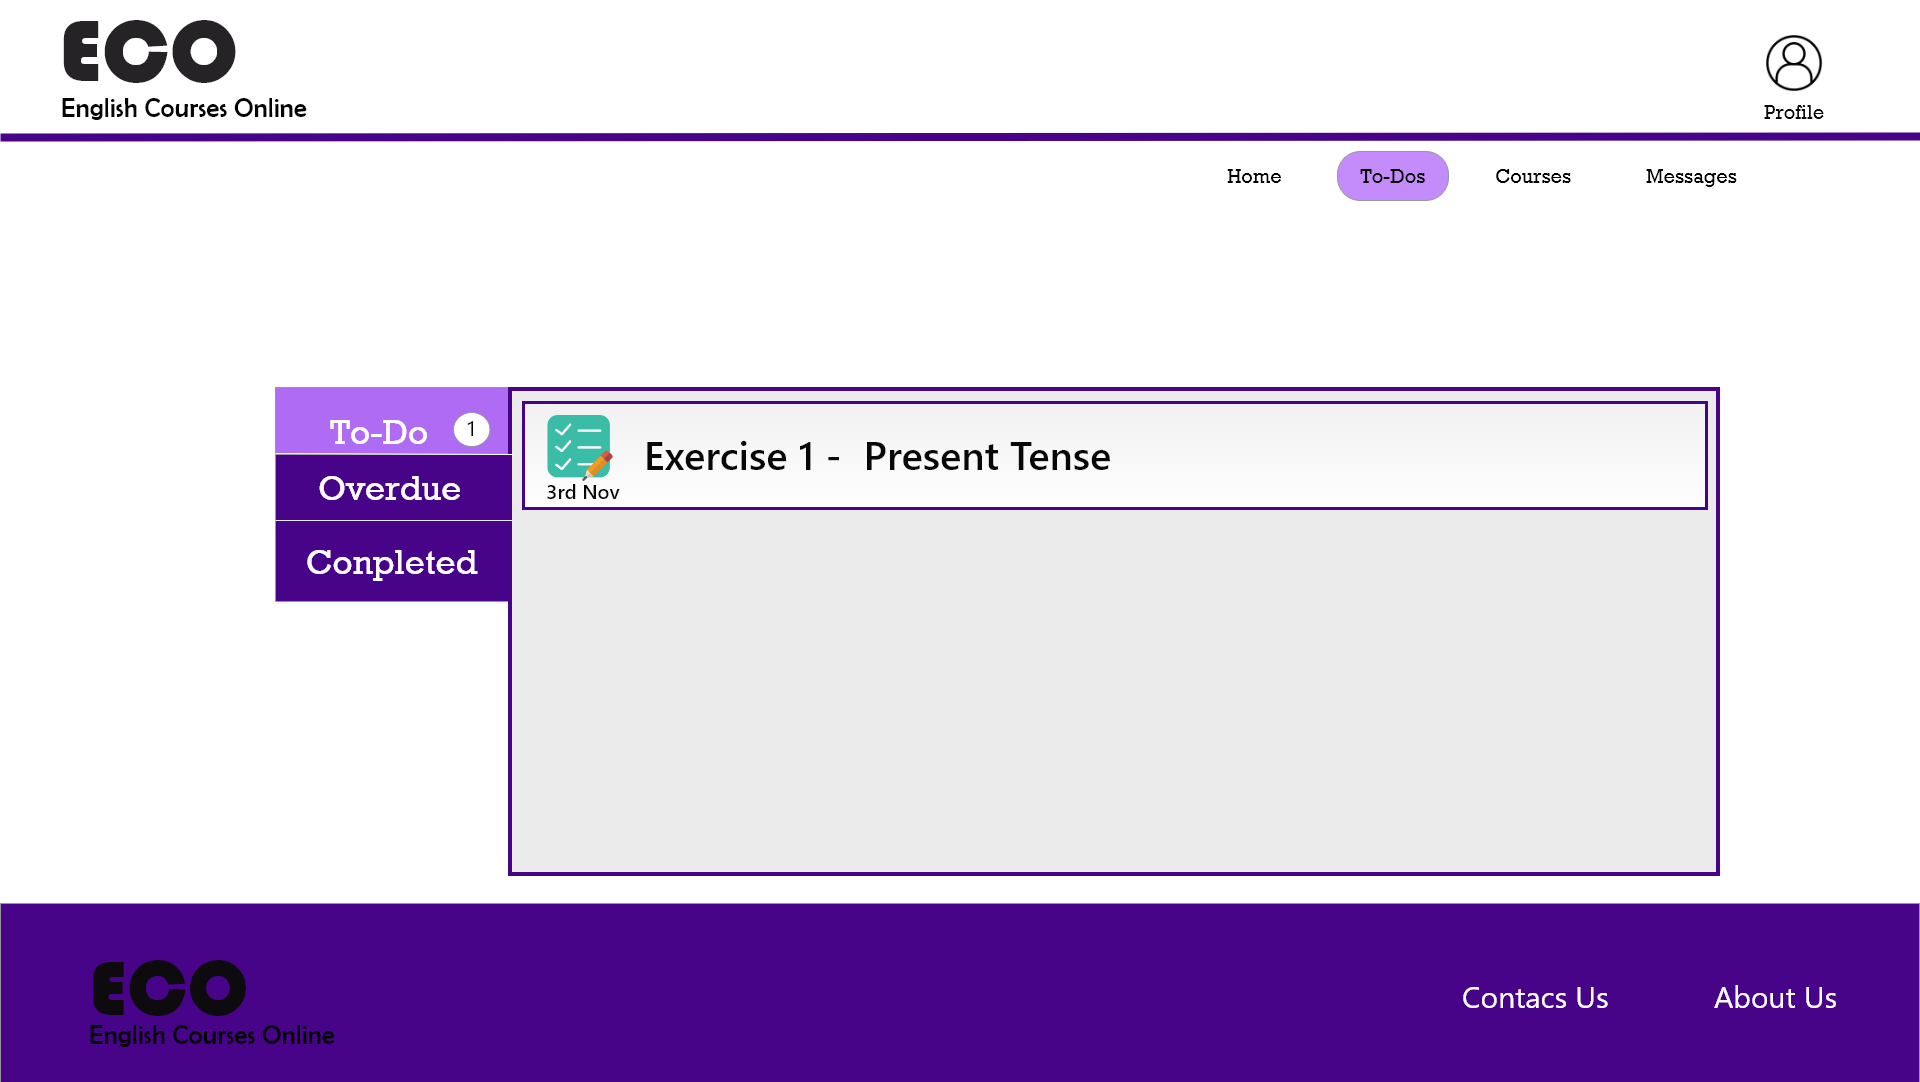 ECO
English Courses Online
Profile
Home To-Dos Courses Messages
To-Do 1
Overdue
Conpleted
Exercise 1 - Present Tense
3rd Nov
ECO
English Courses Online
Contacs Us About Us